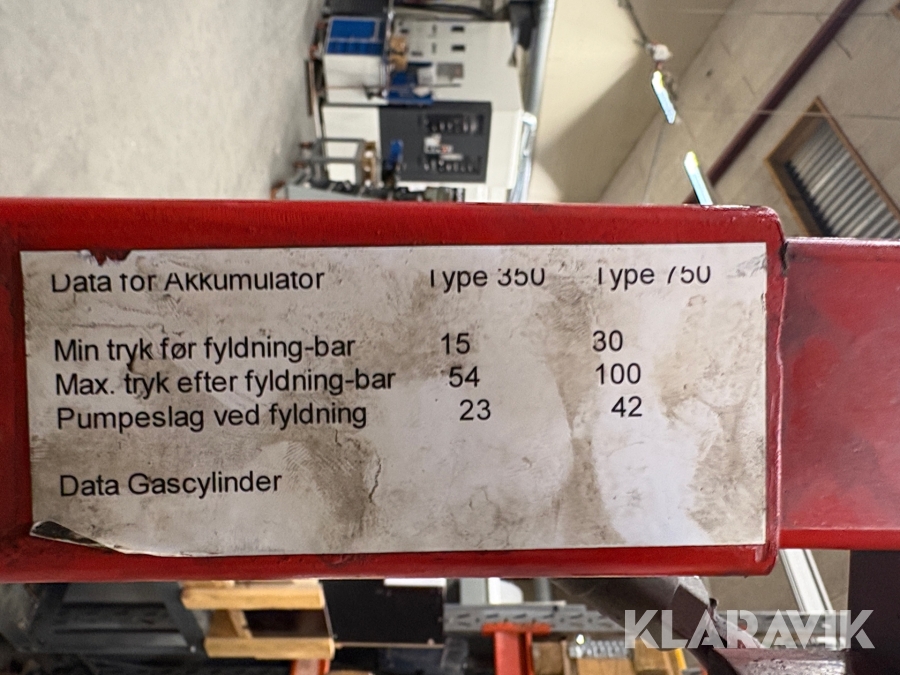 Data for Akkumulator Type 350 Type 750
Min tryk før fyldning-bar 15 30
Max. tryk efter fyldning-bar 54 100
Pumpeslag ved fyldning 23 42
Data Gascylinder
KLARAVIK